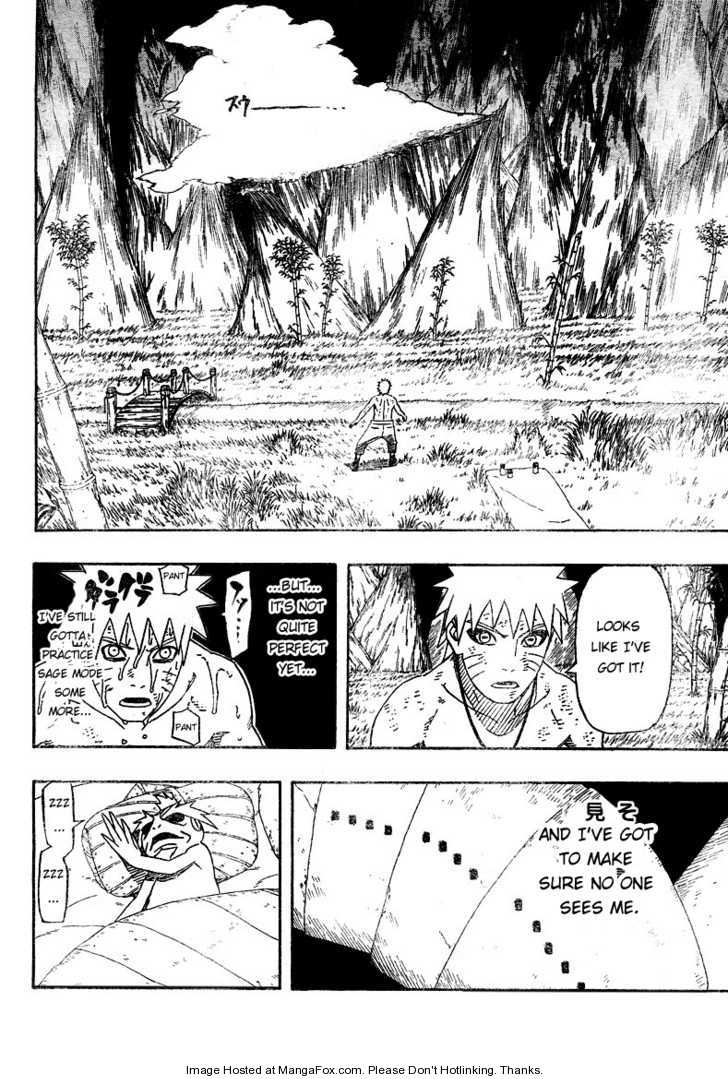 ズウ
LOOKS
LIKE I'VE
GOT IT!
...BUT...
IT'S NOT
QUITE
PERFECT
YET...
PANT
I'VE STILL
GOTTA
PRACTICE
SAGE MODE
SOME
MORE...
PANT
見そ
AND I'VE GOT
TO MAKE
SURE NO ONE
SEES ME.
ZZZ
...
ZZZ
...
Image Hosted at MangaFox.com. Please Don't Hotlinking. Thanks.